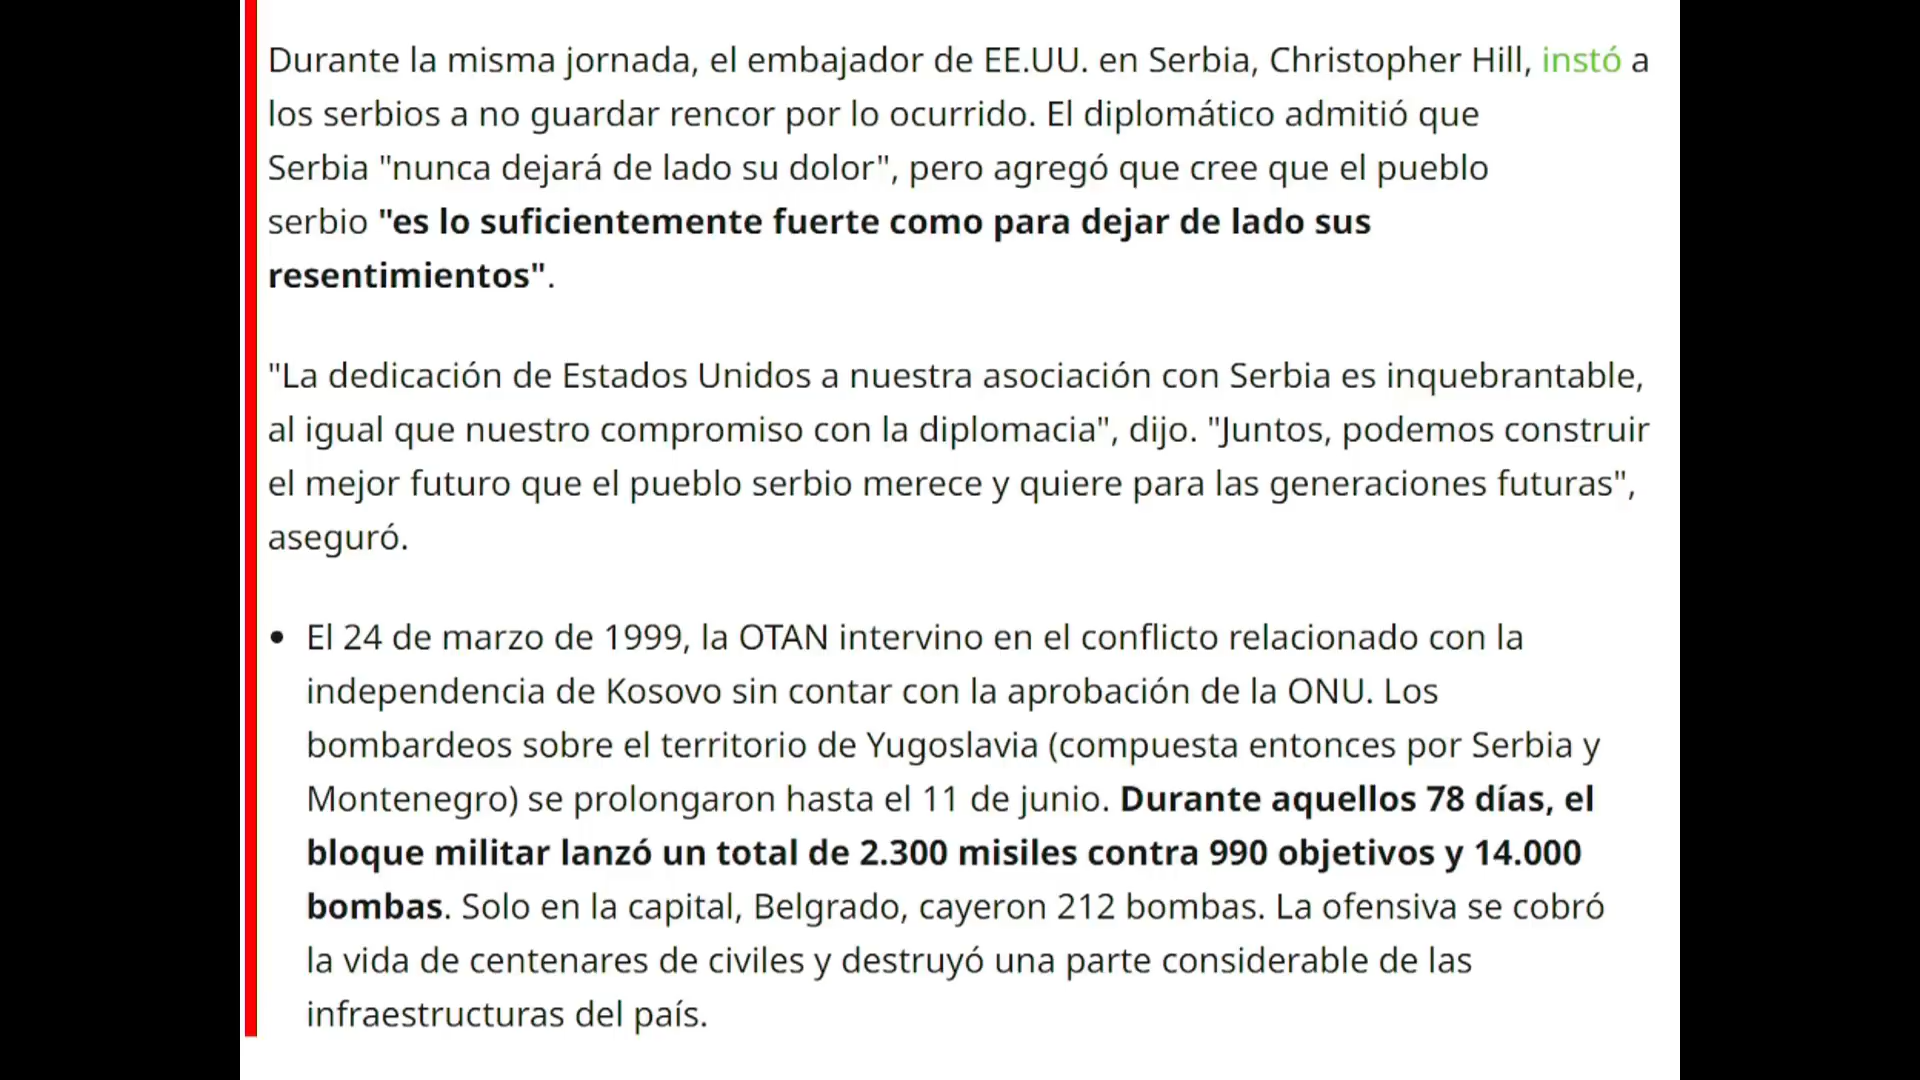 Durante la misma jornada, el embajador de EE.UU. en Serbia, Christopher Hill, instó a
los serbios a no guardar rencor por lo ocurrido. El diplomático admitió que
Serbia "nunca dejará de lado su dolor", pero agregó que cree que el pueblo
serbio "es lo suficientemente fuerte como para dejar de lado sus
resentimientos".
"La dedicación de Estados Unidos a nuestra asociación con Serbia es inquebrantable,
al igual que nuestro compromiso con la diplomacia", dijo. "Juntos, podemos construir
el mejor futuro que el pueblo serbio merece y quiere para las generaciones futuras",
aseguró.
• El 24 de marzo de 1999, la OTAN intervino en el conflicto relacionado con la
independencia de Kosovo sin contar con la aprobación de la ONU. Los
bombardeos sobre el territorio de Yugoslavia (compuesta entonces por Serbia y
Montenegro) se prolongaron hasta el 11 de junio. Durante aquellos 78 días, el
bloque militar lanzó un total de 2.300 misiles contra 990 objetivos y 14.000
bombas. Solo en la capital, Belgrado, cayeron 212 bombas. La ofensiva se cobró
la vida de centenares de civiles y destruyó una parte considerable de las
infraestructuras del país.